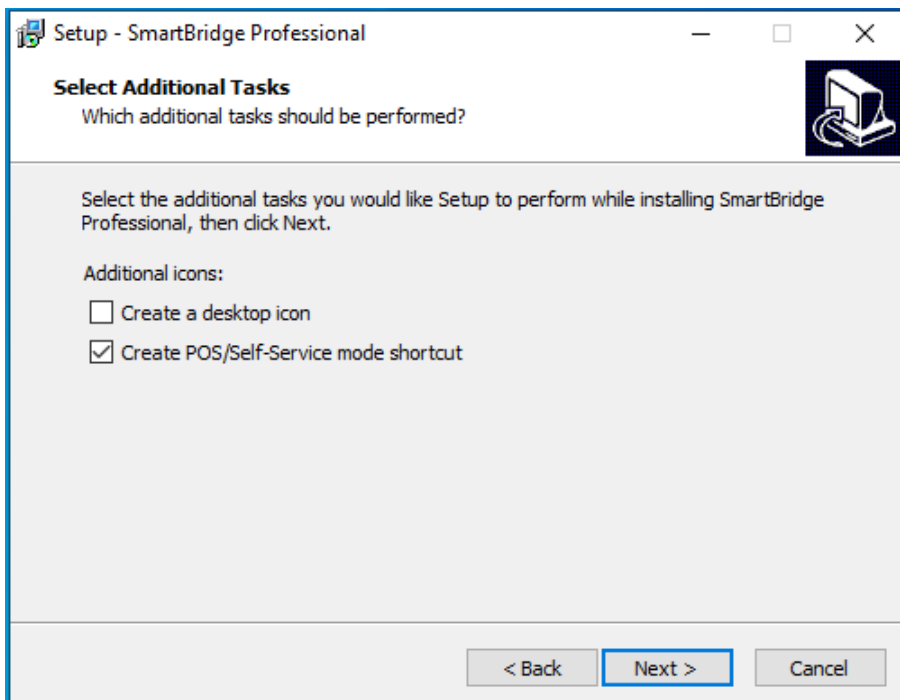 Setup - SmartBridge Professional
Select Additional Tasks
Which additional tasks should be performed?
Select the additional tasks you would like Setup to perform while installing SmartBridge
Professional, then click Next.
Additional icons:
Create a desktop icon
Create POS/Self-Service mode shortcut
< Back
Next >
Cancel